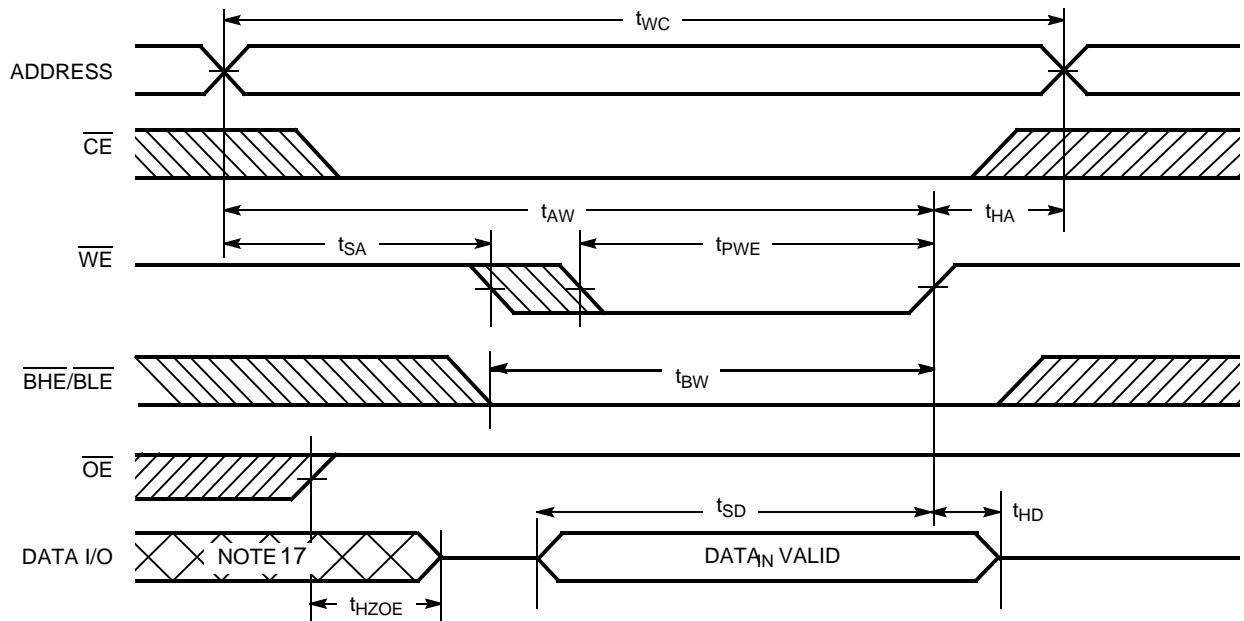 tWC
ADDRESS
CE
tAW
tHA
tSA
tPWE
WE
BHE/BLE
tBW
OE
tSD
tHD
DATA I/O
NOTE 17
DATAIN VALID
tHZOE